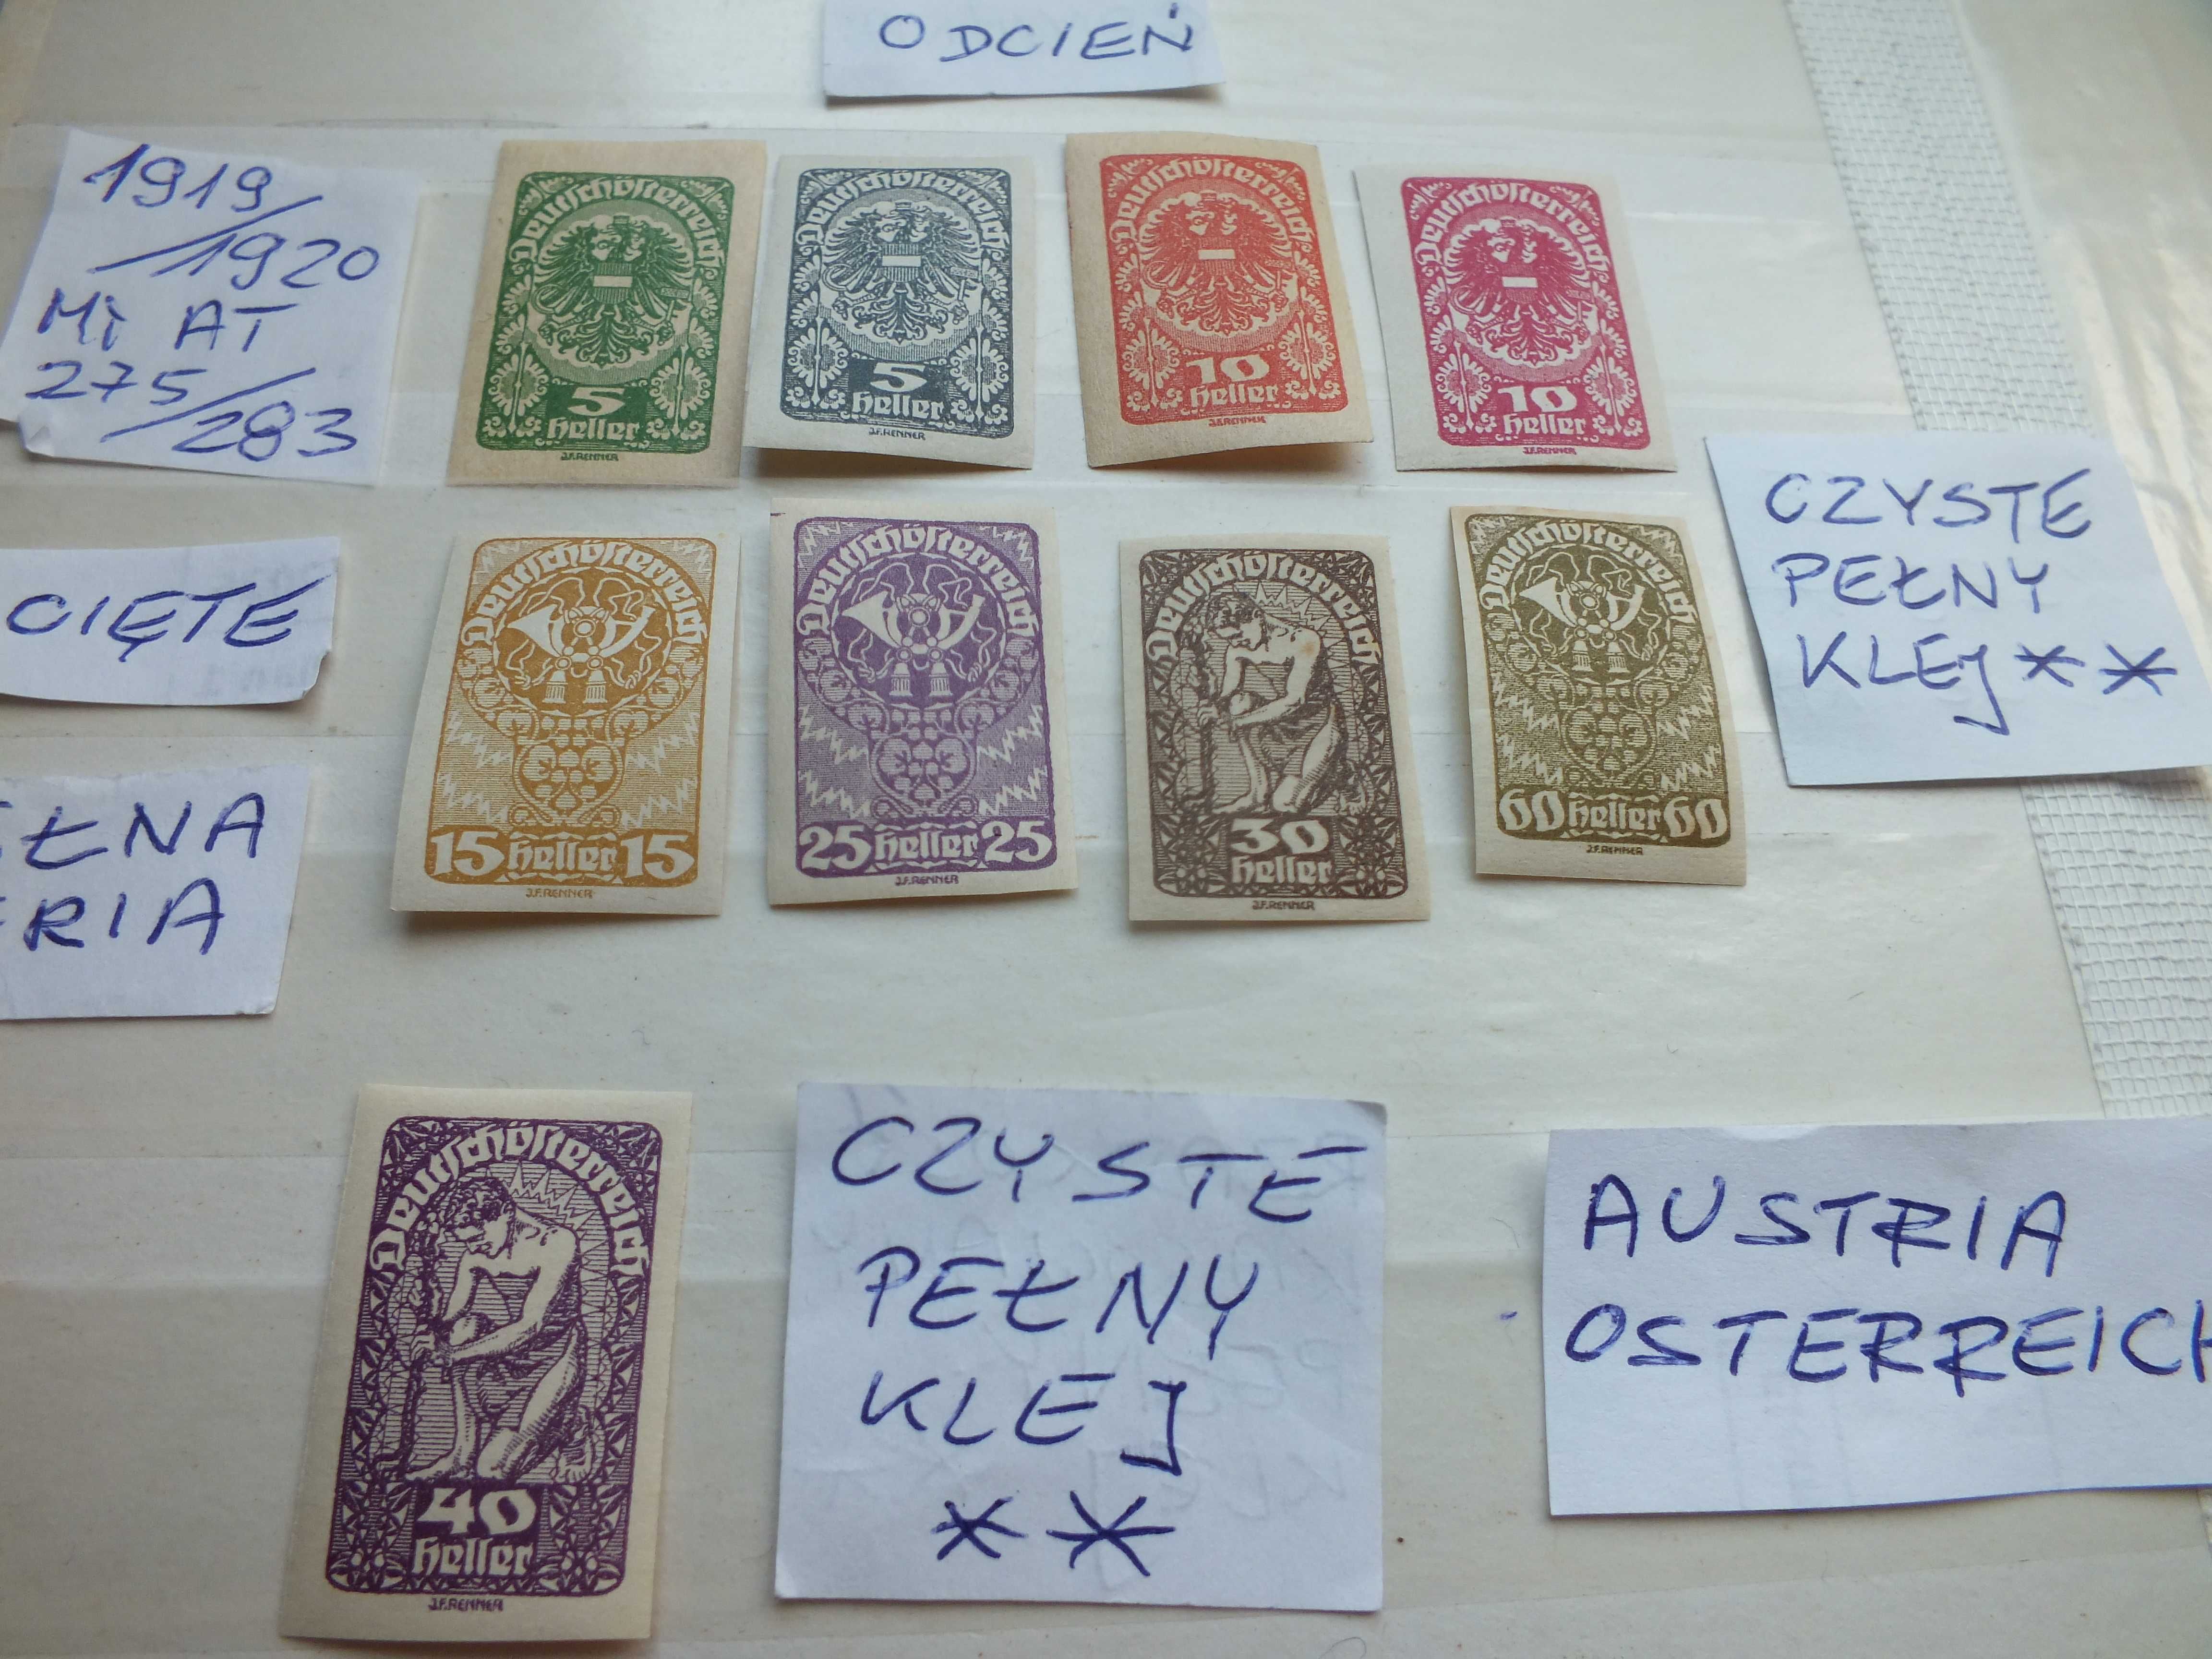 ODCIEŃ
1919/
/1920
Mi AT
275/
/283
Deutschösterreich
5
Heller
J.F.RENNER
Deutschösterreich
5
Heller
J.F.RENNER
Deutschösterreich
10
Heller
J.F.RENNER
Deutschösterreich
10
Heller
J.F.RENNER
CIĘTE
Deutschösterreich
15 Heller 15
J.F.RENNER
Deutschösterreich
25 Heller 25
J.F.RENNER
Deutschösterreich
30
Heller
J.F.RENNER
Deutschösterreich
60 Heller 60
J.F.RENNER
CZYSTE
PEŁNY
KLEJ **
EŁNA
ERIA
Deutschösterreich
40
Heller
J.F.RENNER
CZYSTE
PEŁNY
KLEJ
**
AUSTRIA
OSTERREICH